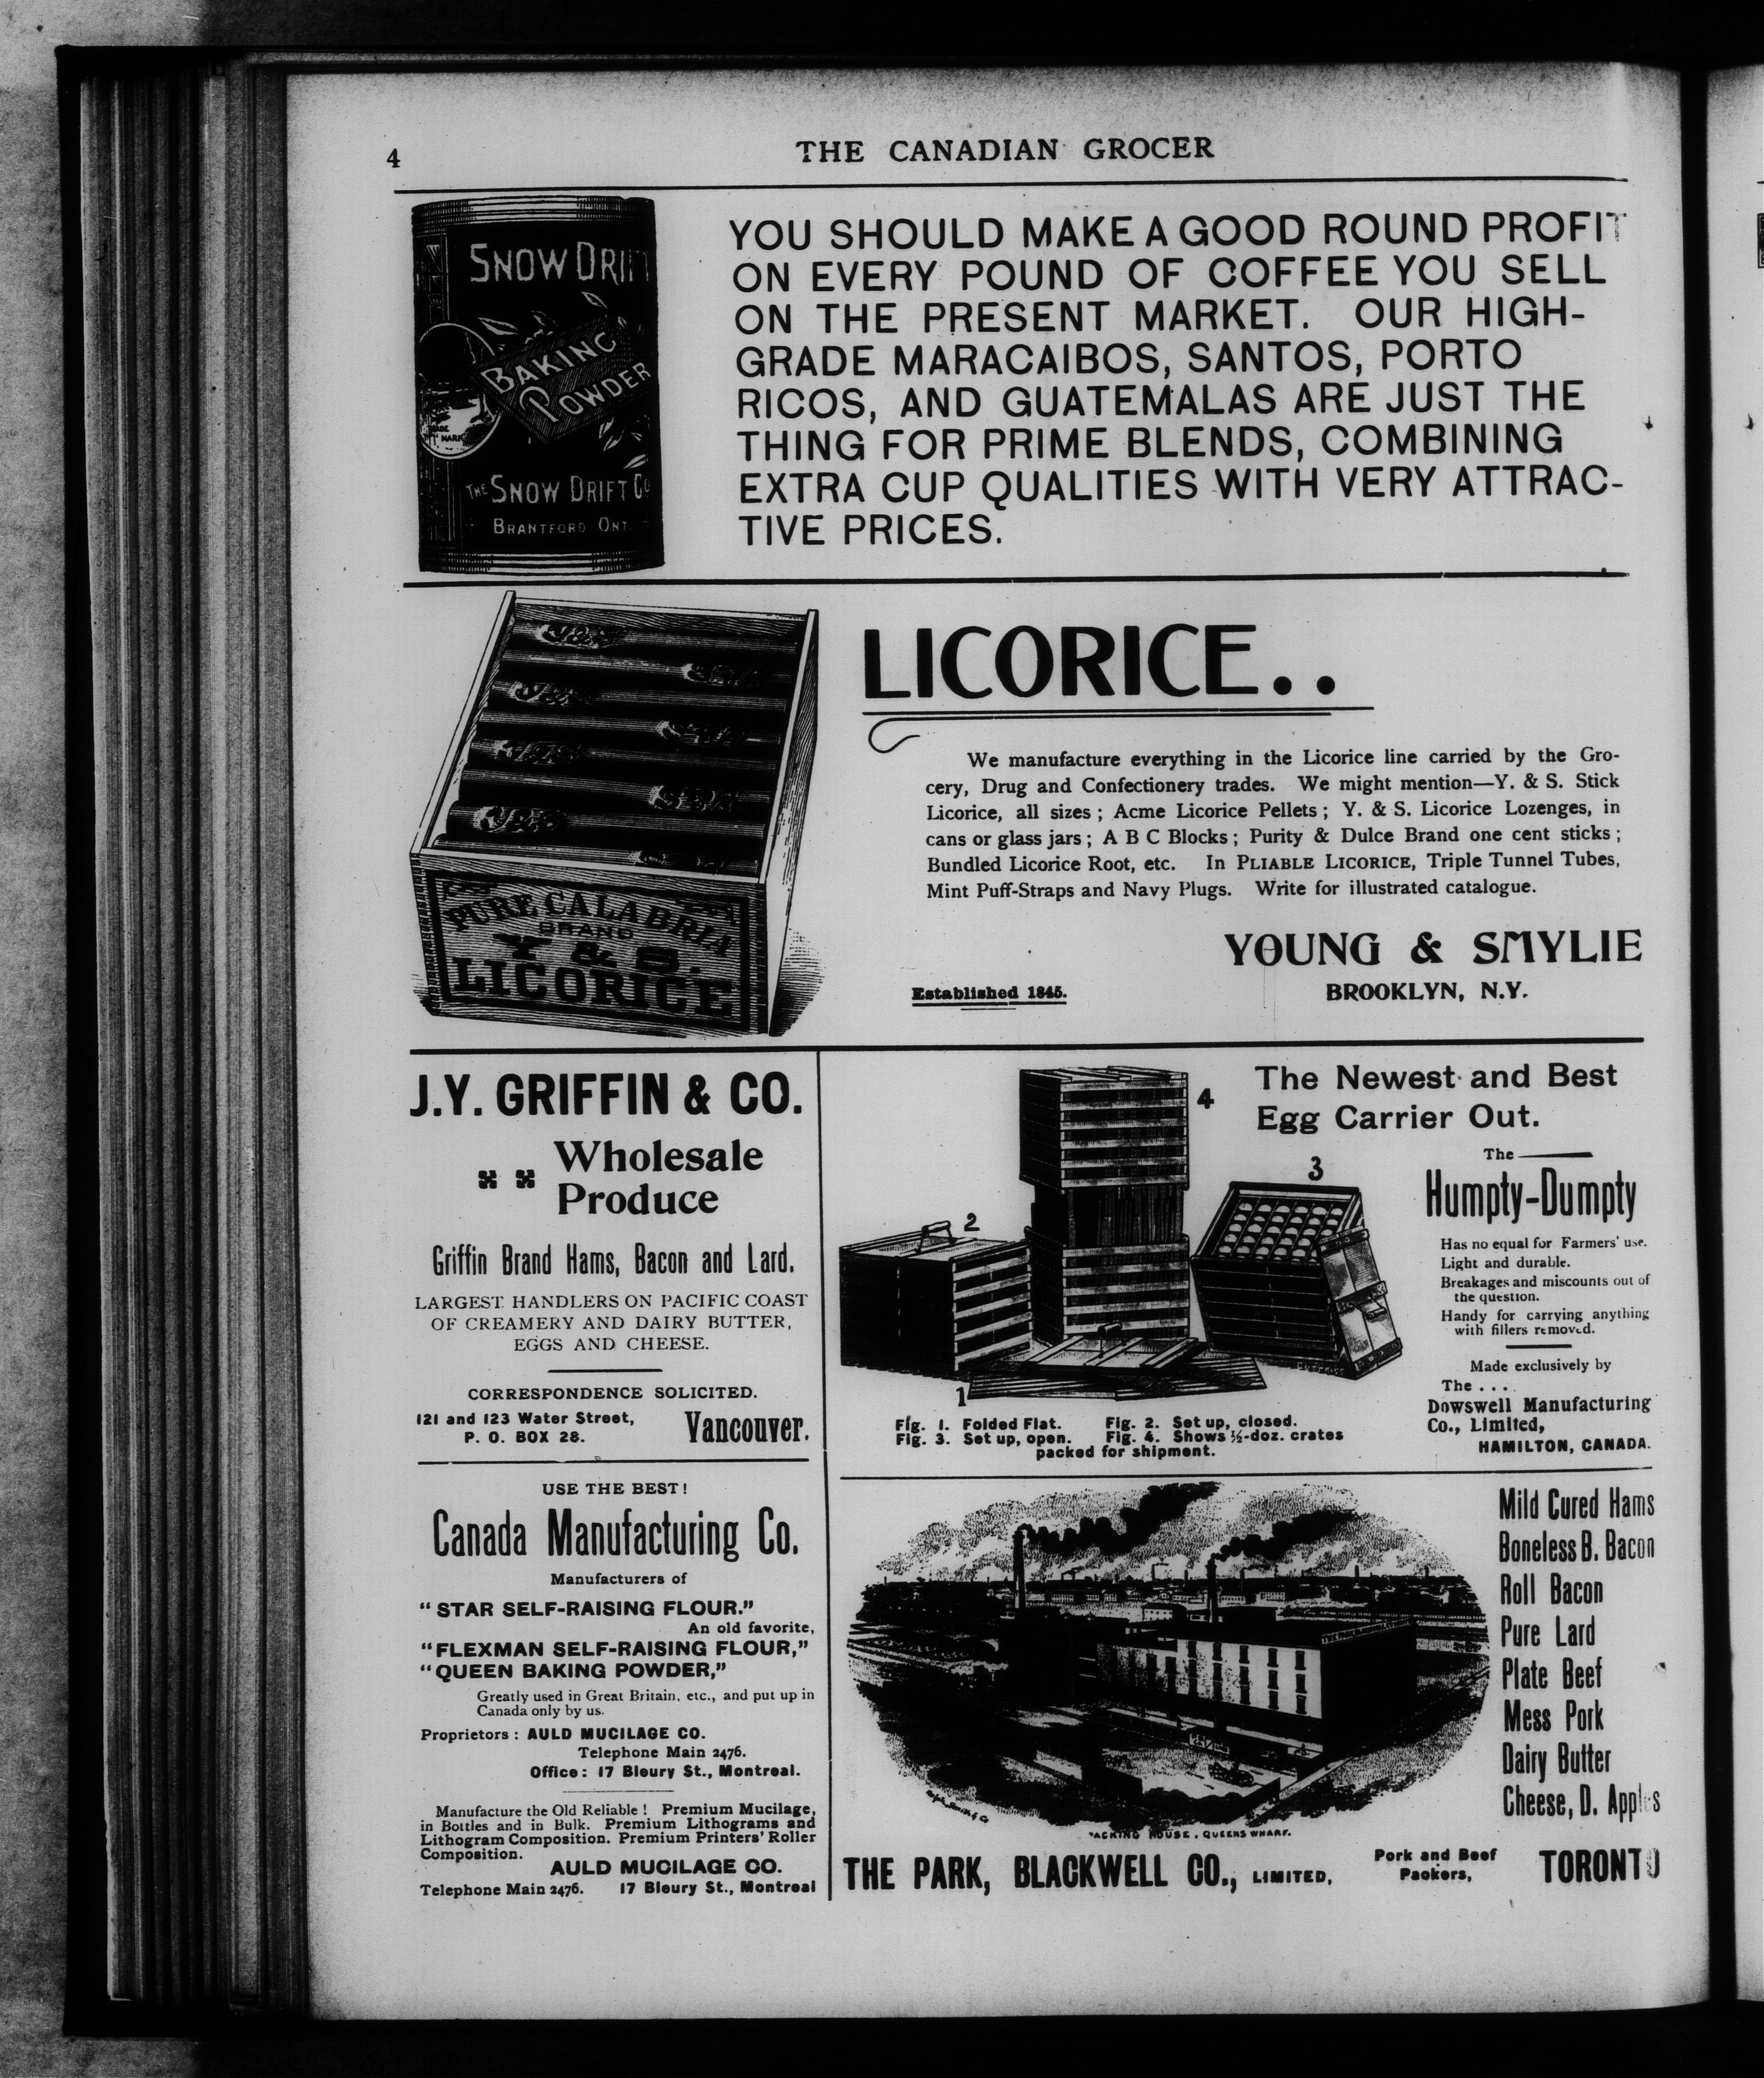 4
THE CANADIAN GROCER
SNOW DRIFT
BAKING
POWDER
TRADE
MARK
THE SNOW DRIFT CO
BRANTFORD ONT.
YOU SHOULD MAKE A GOOD ROUND PROFIT
ON EVERY POUND OF COFFEE YOU SELL
ON THE PRESENT MARKET. OUR HIGH-
GRADE MARACAIBOS, SANTOS, PORTO
RICOS, AND GUATEMALAS ARE JUST THE
THING FOR PRIME BLENDS, COMBINING
EXTRA CUP QUALITIES WITH VERY ATTRAC-
TIVE PRICES.
Y&S
Y&S
Y&S
Y&S
Y&S
Y&S
Y&S
PURE CALABRIA
BRAND
Y & S.
LICORICE
LICORICE..
We manufacture everything in the Licorice line carried by the Gro-
cery, Drug and Confectionery trades. We might mention—Y. & S. Stick
Licorice, all sizes; Acme Licorice Pellets; Y. & S. Licorice Lozenges, in
cans or glass jars; A B C Blocks; Purity & Dulce Brand one cent sticks;
Bundled Licorice Root, etc. In PLIABLE LICORICE, Triple Tunnel Tubes,
Mint Puff-Straps and Navy Plugs. Write for illustrated catalogue.
YOUNG & SMYLIE
Established 1845.
BROOKLYN, N.Y.
J.Y. GRIFFIN & CO.
Wholesale
Produce
Griffin Brand Hams, Bacon and Lard.
LARGEST HANDLERS ON PACIFIC COAST
OF CREAMERY AND DAIRY BUTTER,
EGGS AND CHEESE.
CORRESPONDENCE SOLICITED.
121 and 123 Water Street,
P. O. BOX 28.
Vancouver.
The Newest and Best
Egg Carrier Out.
The
Humpty-Dumpty
Has no equal for Farmers' use.
Light and durable.
Breakages and miscounts out of
the question.
Handy for carrying anything
with fillers removed.
Made exclusively by
The ...
Dowswell Manufacturing
Co., Limited,
HAMILTON, CANADA.
4
3
2
1
Fig. 1. Folded Flat. Fig. 2. Set up, closed.
Fig. 3. Set up, open. Fig. 4. Shows ½-doz. crates
packed for shipment.
USE THE BEST!
Canada Manufacturing Co.
Manufacturers of
"STAR SELF-RAISING FLOUR."
An old favorite,
"FLEXMAN SELF-RAISING FLOUR,"
"QUEEN BAKING POWDER,"
Greatly used in Great Britain, etc., and put up in
Canada only by us.
Proprietors: AULD MUCILAGE CO.
Telephone Main 2476.
Office: 17 Bleury St., Montreal.
Manufacture the Old Reliable! Premium Mucilage,
in Bottles and in Bulk. Premium Lithograms and
Lithogram Composition. Premium Printers' Roller
Composition.
AULD MUCILAGE CO.
Telephone Main 2476. 17 Bleury St., Montreal
Mild Cured Hams
Boneless B. Bacon
Roll Bacon
Pure Lard
Plate Beef
Mess Pork
Dairy Butter
Cheese, D. Apples
PACKING HOUSE, QUEENS WHARF.
THE PARK, BLACKWELL CO., LIMITED,
Pork and Beef
Packers,
TORONTO